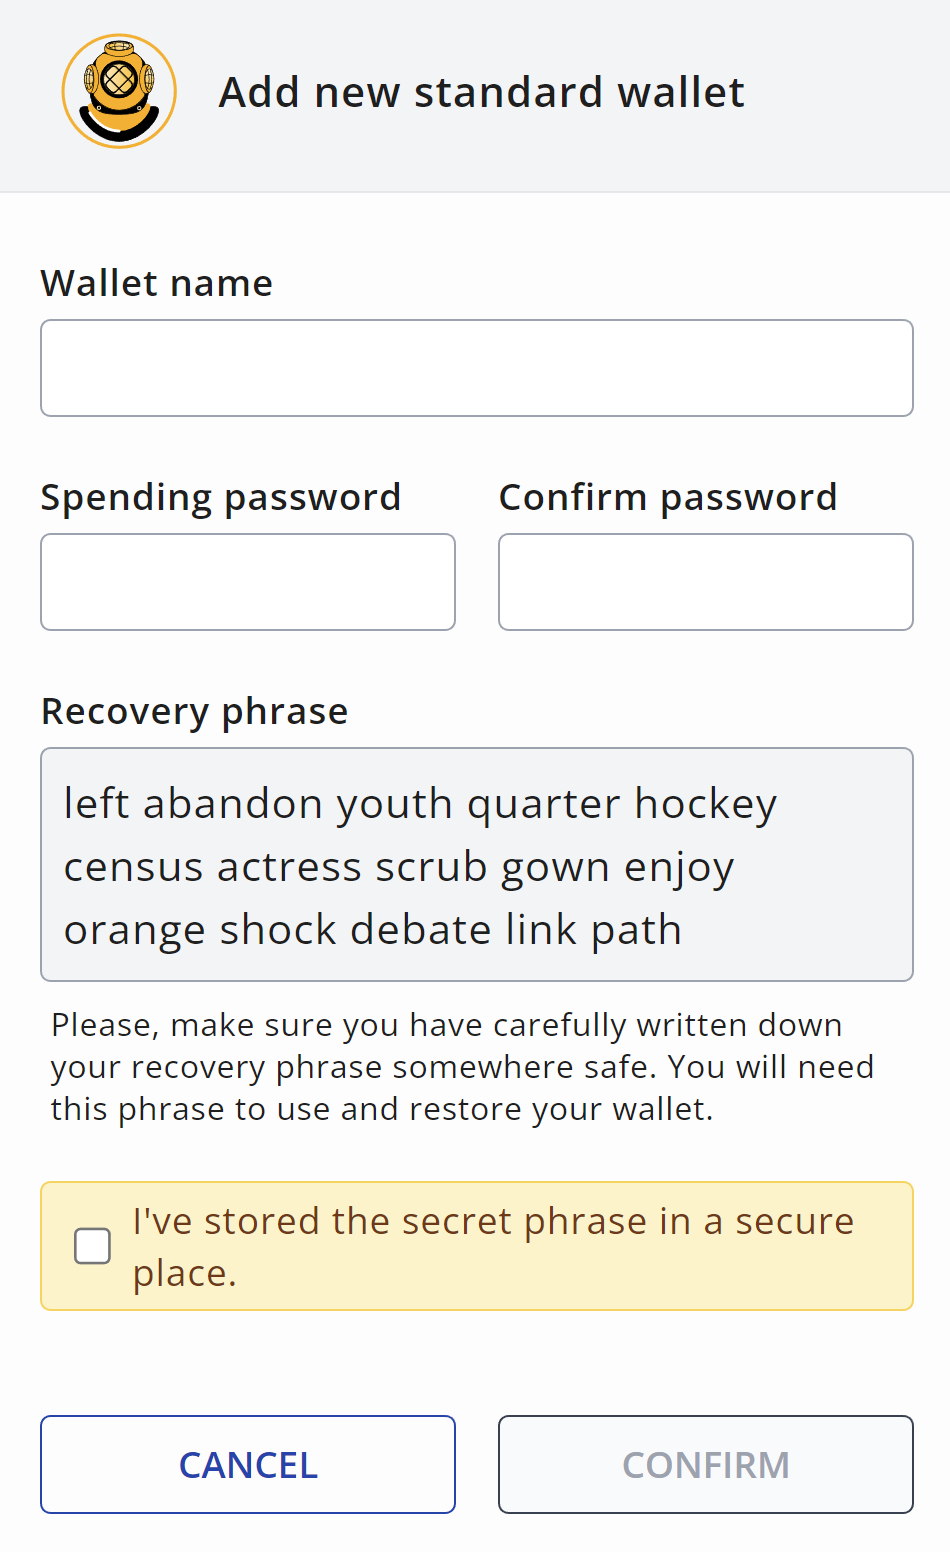 Add new standard wallet
Wallet name
Spending password Confirm password
Recovery phrase
left abandon youth quarter hockey
census actress scrub gown enjoy
orange shock debate link path
Please, make sure you have carefully written down
your recovery phrase somewhere safe. You will need
this phrase to use and restore your wallet.
I've stored the secret phrase in a secure
place.
CANCEL CONFIRM